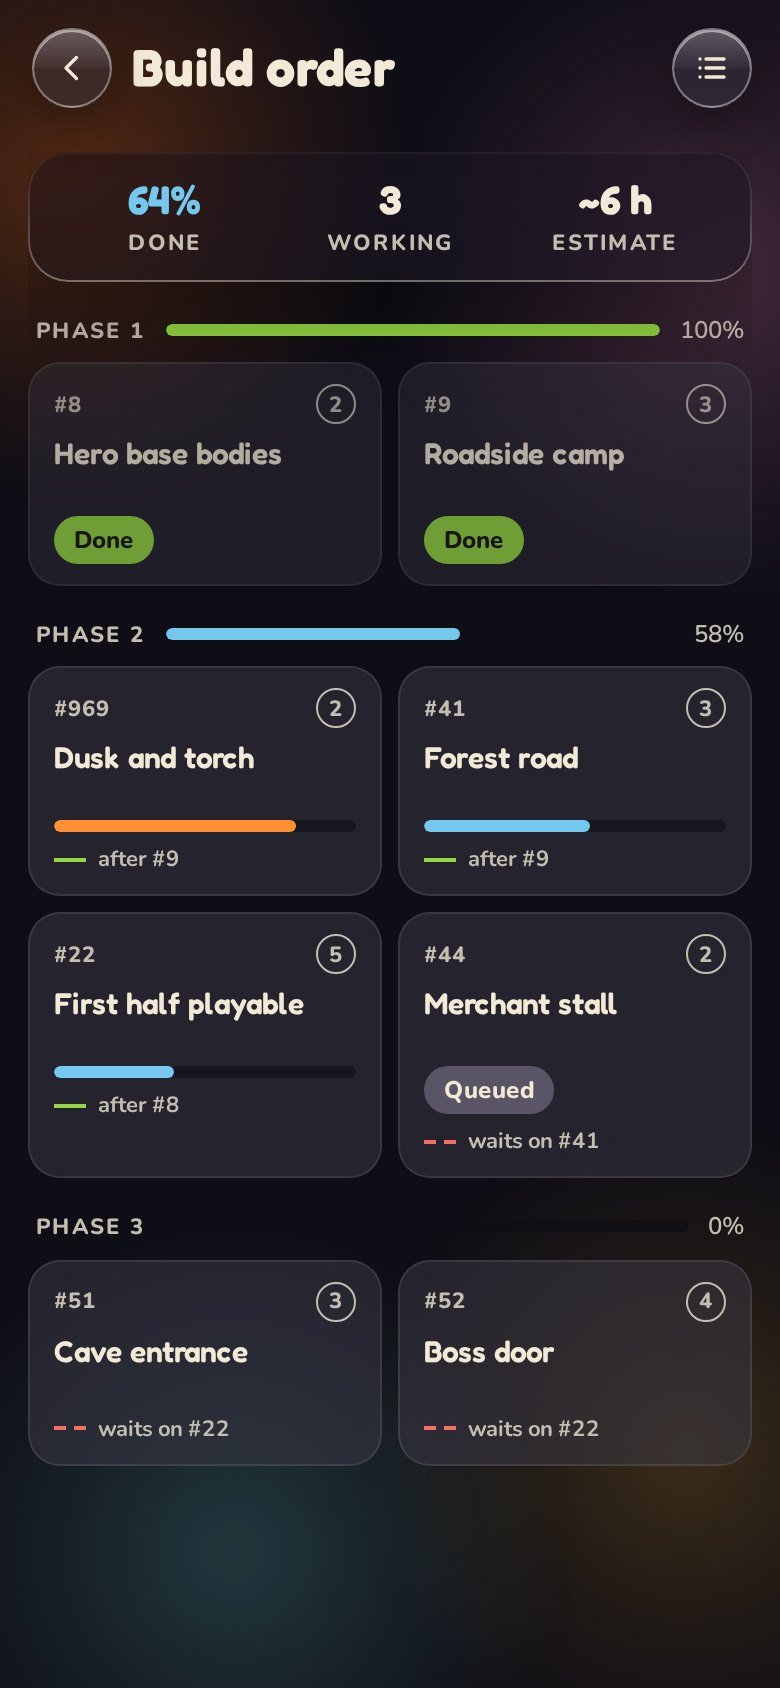 Build order
64% 3 ~6 h
DONE WORKING ESTIMATE
PHASE 1 100%
#8 2
Hero base bodies
Done
#9 3
Roadside camp
Done
PHASE 2 58%
#969 2
Dusk and torch
after #9
#41 3
Forest road
after #9
#22 5
First half playable
after #8
#44 2
Merchant stall
Queued
waits on #41
PHASE 3 0%
#51 3
Cave entrance
waits on #22
#52 4
Boss door
waits on #22